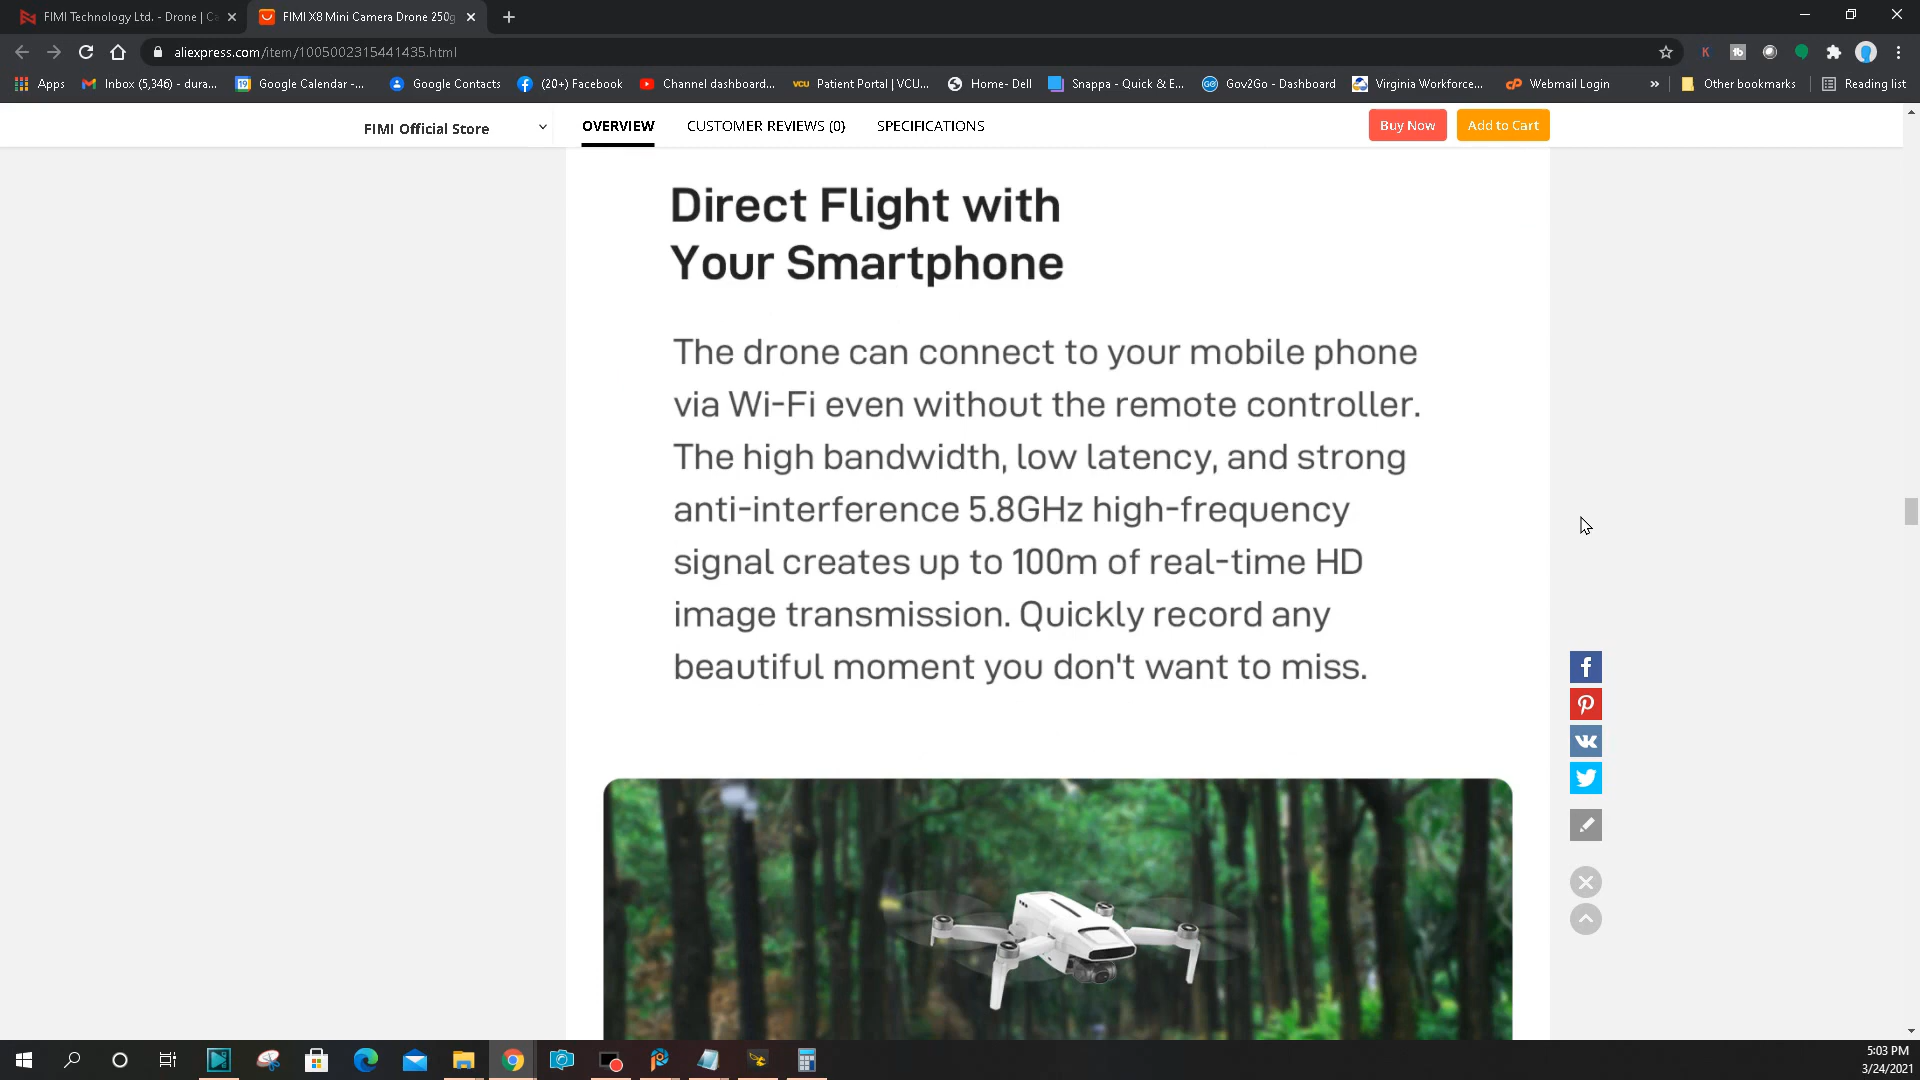 FIMI Technology Ltd. - Drone | Ca
FIMI X8 Mini Camera Drone 250g
aliexpress.com/item/1005002315441435.html
Apps
Inbox (5,346) - dura...
Google Calendar -...
Google Contacts
(20+) Facebook
Channel dashboard...
Patient Portal | VCU...
Home- Dell
Snappa - Quick & E...
Gov2Go - Dashboard
Virginia Workforce...
Webmail Login
»
Other bookmarks
Reading list
FIMI Official Store
OVERVIEW
CUSTOMER REVIEWS (0)
SPECIFICATIONS
Buy Now
Add to Cart
Direct Flight with
Your Smartphone
The drone can connect to your mobile phone
via Wi-Fi even without the remote controller.
The high bandwidth, low latency, and strong
anti-interference 5.8GHz high-frequency
signal creates up to 100m of real-time HD
image transmission. Quickly record any
beautiful moment you don't want to miss.
5:03 PM
3/24/2021